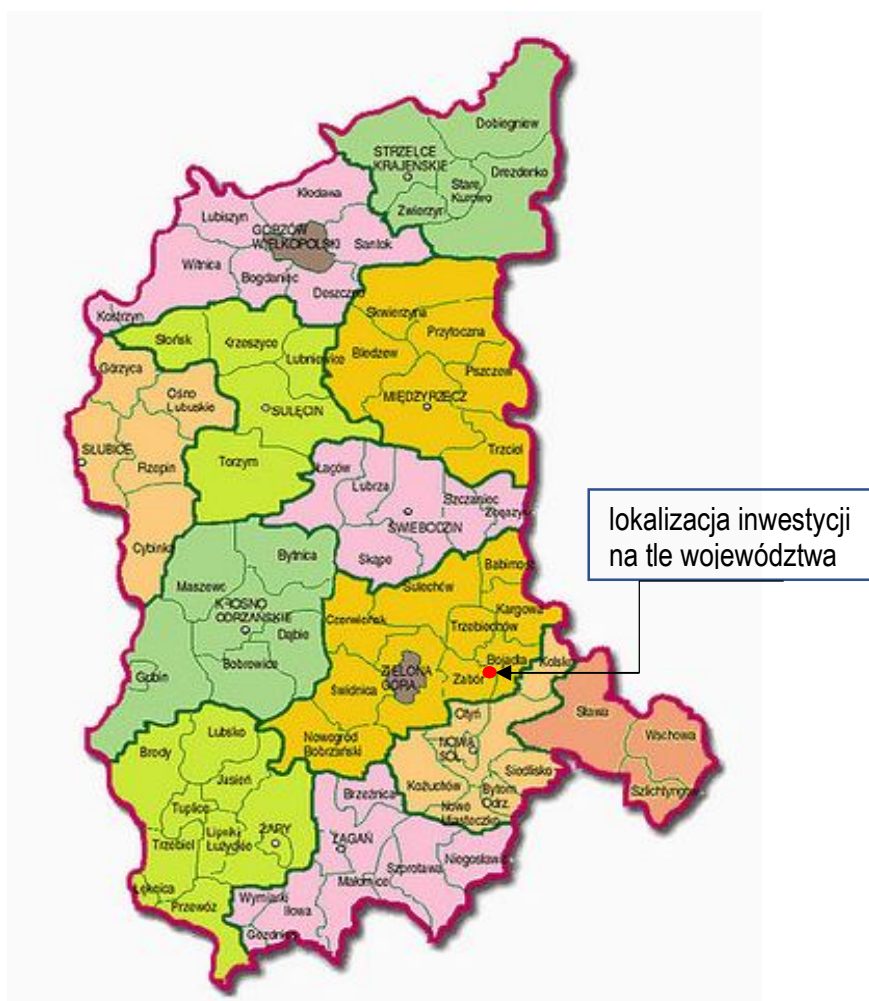 Dobiegniew
STRZELCE
KRAJEŃSKIE
Drezdenko
Stare
Kurowo
Zwierzyn
Kłodawa
Lubiszyn
GORZÓW
WIELKOPOLSKI
Santok
Witnica
Bogdaniec
Deszczno
Kostrzyn
Skwierzyna
Przytoczna
Słońsk
Krzeszyce
Lubniewice
Bledzew
Pszczew
Górzyca
Ośno
Lubuskie
SULĘCIN
MIĘDZYRZECZ
SŁUBICE
Rzepin
Torzym
Trzciel
Łagów
Lubrza
Szczaniec
Zbąszyn
ŚWIEBODZIN
lokalizacja inwestycji
na tle województwa
Cybinka
Bytnica
Skąpe
Babimost
Maszewo
Sulechów
KROSNO
ODRZAŃSKIE
Czerwieńsk
Kargowa
Trzebiechów
Dąbie
Bobrowice
Gubin
ZIELONA
GÓRA
Zabór
Bojadła
Kolsko
Świdnica
Otyń
Sława
Lubsko
Nowogród
Bobrzański
NOWA
SÓL
Wschowa
Brody
Jasień
Siedlisko
Kożuchów
Bytom
Odrz.
Szlichtyngowa
Tuplice
Brzeźnica
Nowe
Miasteczko
Trzebiel
Lipinki
Łużyckie
ŻARY
ŻAGAŃ
Niegosławice
Szprotawa
Małomice
Łęknica
Przewóz
Wymiarki
Iłowa
Gozdnica